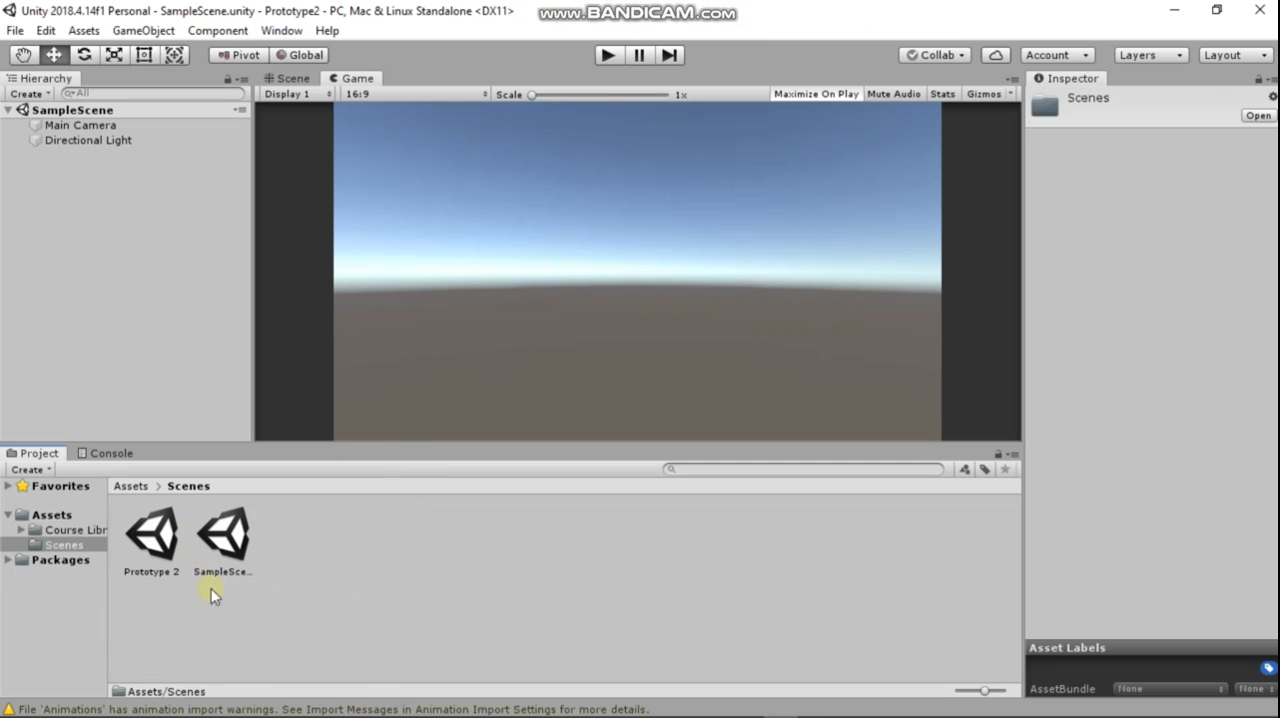 Unity 2018.4.14f1 Personal - SampleScene.unity - Prototype2 - PC, Mac & Linux Standalone <DX11>
www.BANDICAM.com
File Edit Assets GameObject Component Window Help
Pivot Global Collab Account Layers Layout
Hierarchy Scene Game Inspector
Create All Display 1 16:9 Scale 1x Maximize On Play Mute Audio Stats Gizmos Scenes
SampleScene Open
Main Camera
Directional Light
Project Console
Create
Favorites Assets > Scenes
Assets
Course Libr
Scenes
Packages
Prototype 2 SampleSce...
Asset Labels
Assets/Scenes AssetBundle None None
File 'Animations' has animation import warnings. See Import Messages in Animation Import Settings for more details.